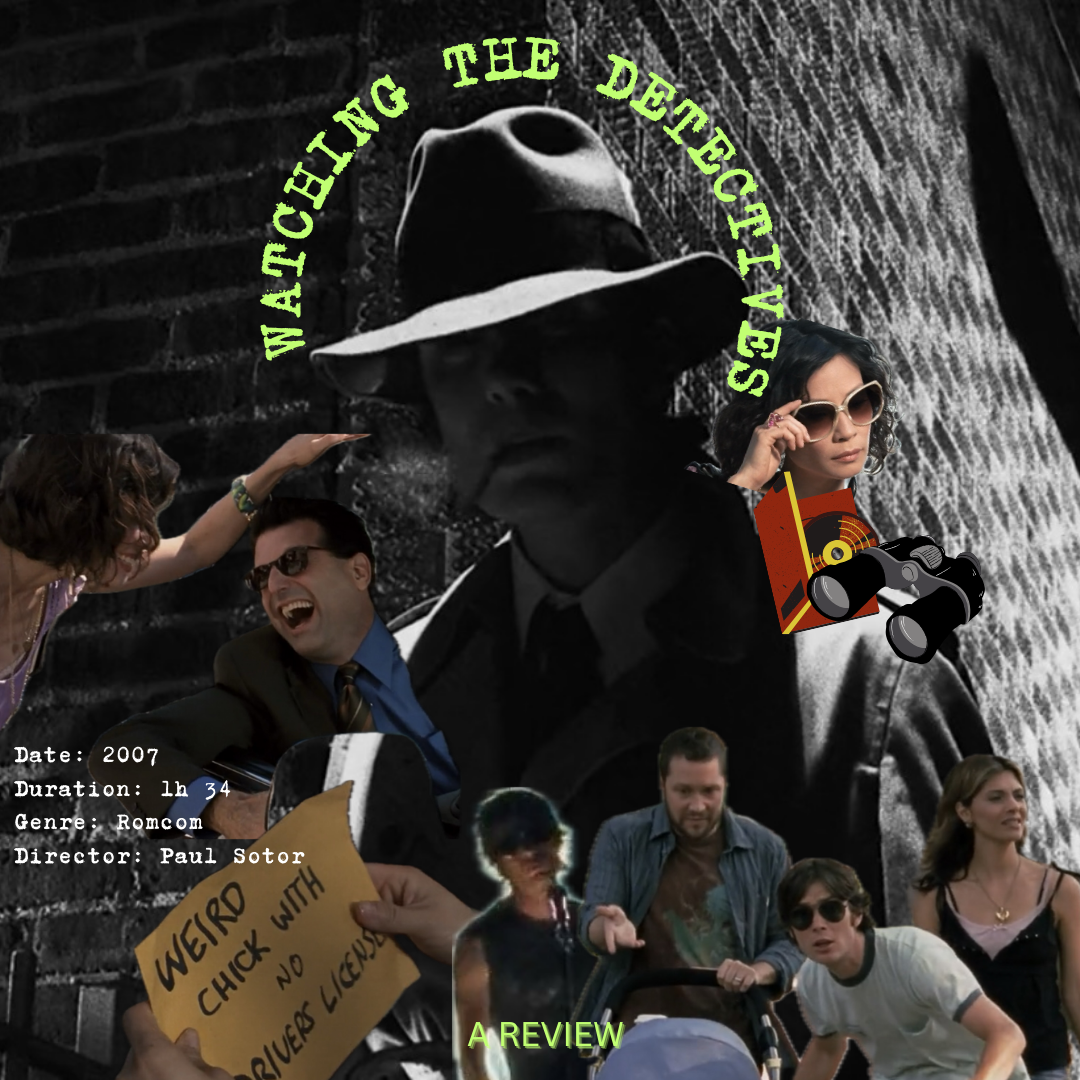 WATCHING THE DETECTIVES
Date: 2007
Duration: 1h 34
Genre: Romcom
Director: Paul Sotor
WEIRD
CHICK WITH
NO
DRIVERS LICENSE
A REVIEW